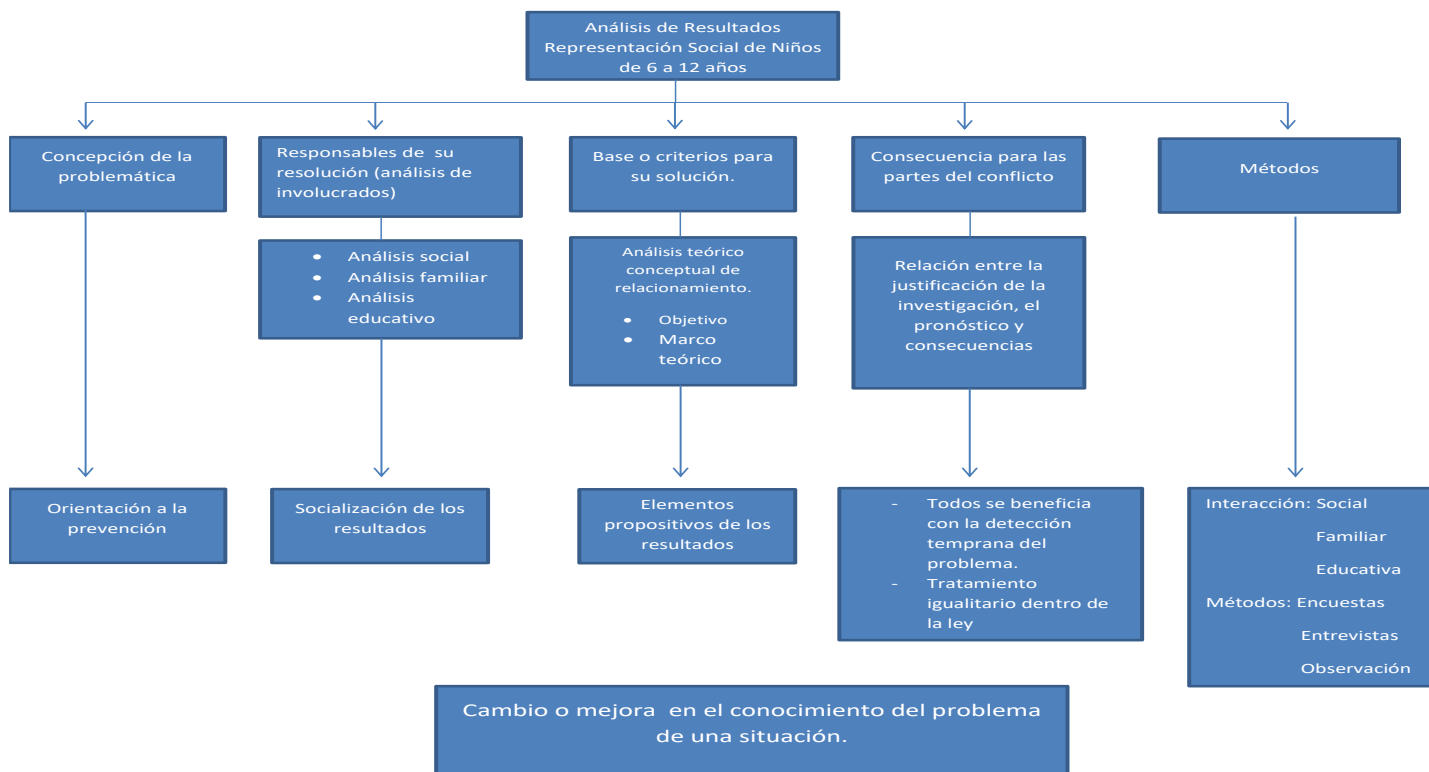 Análisis de Resultados
Representación Social de Niños
de 6 a 12 años
Concepción de la
problemática
Responsables de su
resolución (análisis de
involucrados)
Base o criterios para
su solución.
Consecuencia para las
partes del conflicto
Métodos
• Análisis social
• Análisis familiar
• Análisis
educativo
Análisis teórico
conceptual de
relacionamiento.
• Objetivo
• Marco
teórico
Relación entre la
justificación de la
investigación, el
pronóstico y
consecuencias
Orientación a la
prevención
Socialización de los
resultados
Elementos
propositivos de los
resultados
- Todos se beneficia
con la detección
temprana del
problema.
- Tratamiento
igualitario dentro de
la ley
Interacción: Social
Familiar
Educativa
Métodos: Encuestas
Entrevistas
Observación
Cambio o mejora en el conocimiento del problema
de una situación.